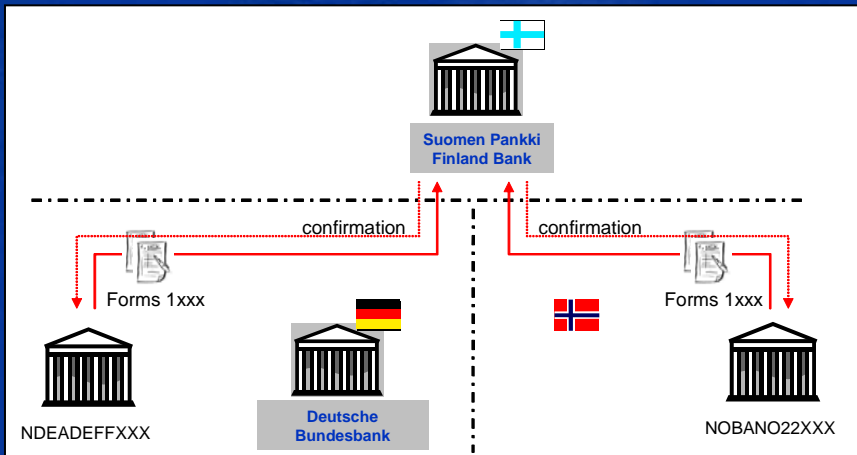 Suomen Pankki
Finland Bank
confirmation
confirmation
Forms 1xxx
Forms 1xxx
NDEADEFFXXX
Deutsche
Bundesbank
NOBANO22XXX